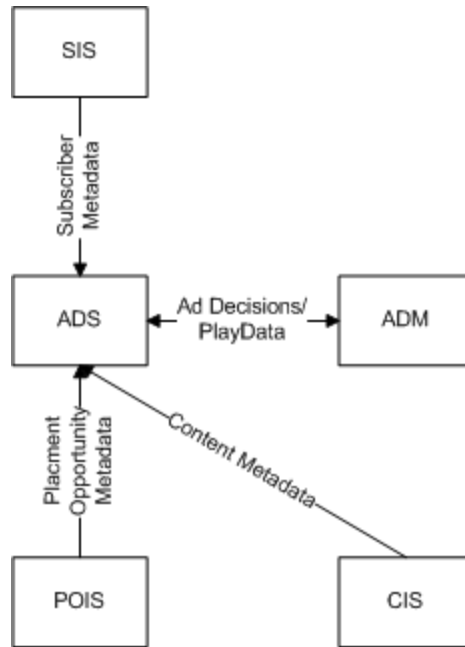 SIS
Subscriber
Metadata
ADS
Ad Decisions/
PlayData
ADM
Placment
Opportunity
Metadata
Content Metadata
POIS
CIS